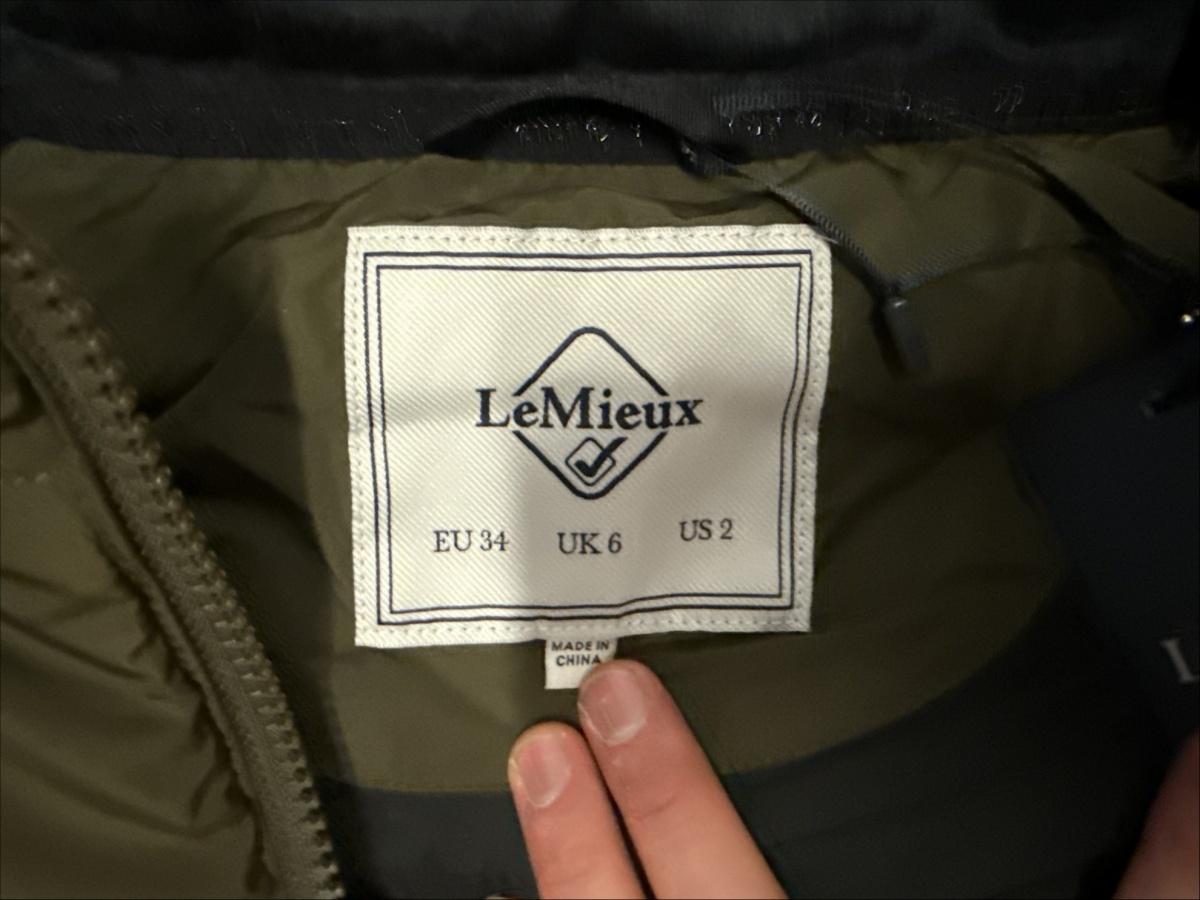 LeMieux
EU 34 UK 6 US 2
MADE IN
CHINA
L